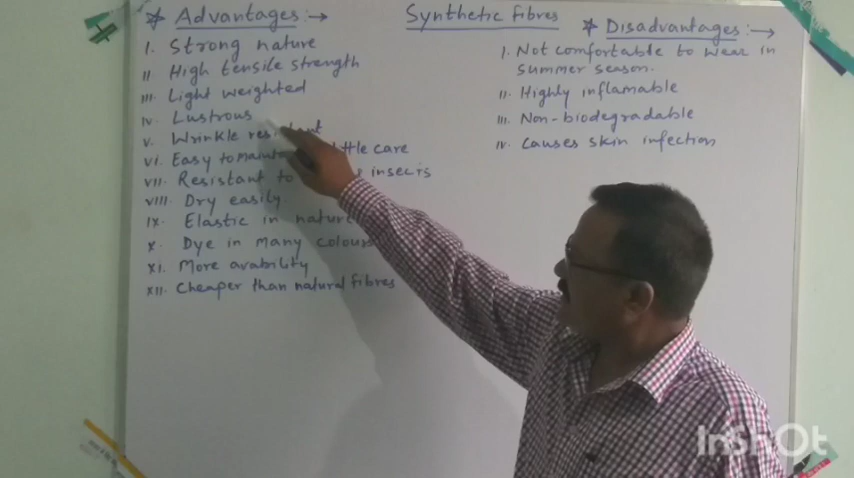 Synthetic fibres
* Advantages :→
I. Strong nature
II. High tensile strength
III. Light weighted
IV. Lustrous
V. Wrinkle resistant
VI. Easy to little care
VII. Resistant to insects
VIII. Dry easily.
IX. Elastic in nature
X. Dye in many colours
XI. More avability
XII. Cheaper than natural fibres
* Disadvantages :→
I. Not comfortable to wear in
summer season.
II. Highly inflamable
III. Non-biodegradable
IV. Causes skin infection
InShOt